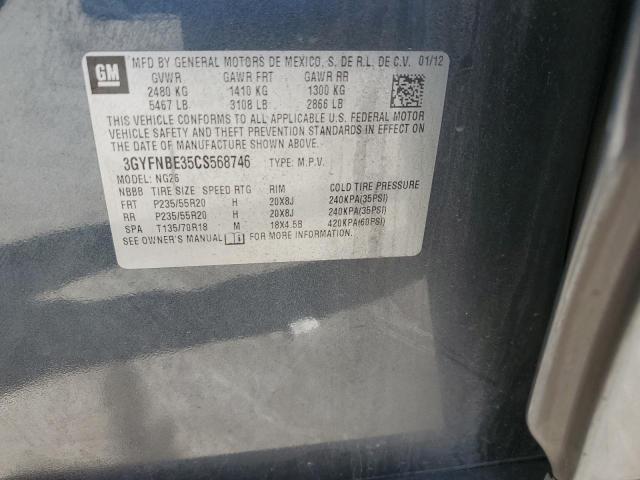 GM
MFD BY GENERAL MOTORS DE MEXICO, S. DE R.L. DE C.V. 01/12
GVWR GAWR FRT GAWR RR
2480 KG 1410 KG 1300 KG
5467 LB 3108 LB 2866 LB
THIS VEHICLE CONFORMS TO ALL APPLICABLE U.S. FEDERAL MOTOR
VEHICLE SAFETY AND THEFT PREVENTION STANDARDS IN EFFECT ON THE
DATE OF MANUFACTURE SHOWN ABOVE.
3GYFNBE35CS568746 TYPE: M.P.V.
MODEL: NG26
NBBB TIRE SIZE SPEED RTG RIM COLD TIRE PRESSURE
FRT P235/55R20 H 20X8J 240KPA(35PSI)
RR P235/55R20 H 20X8J 240KPA(35PSI)
SPA T135/70R18 M 18X4.5B 420KPA(60PSI)
SEE OWNER'S MANUAL FOR MORE INFORMATION.